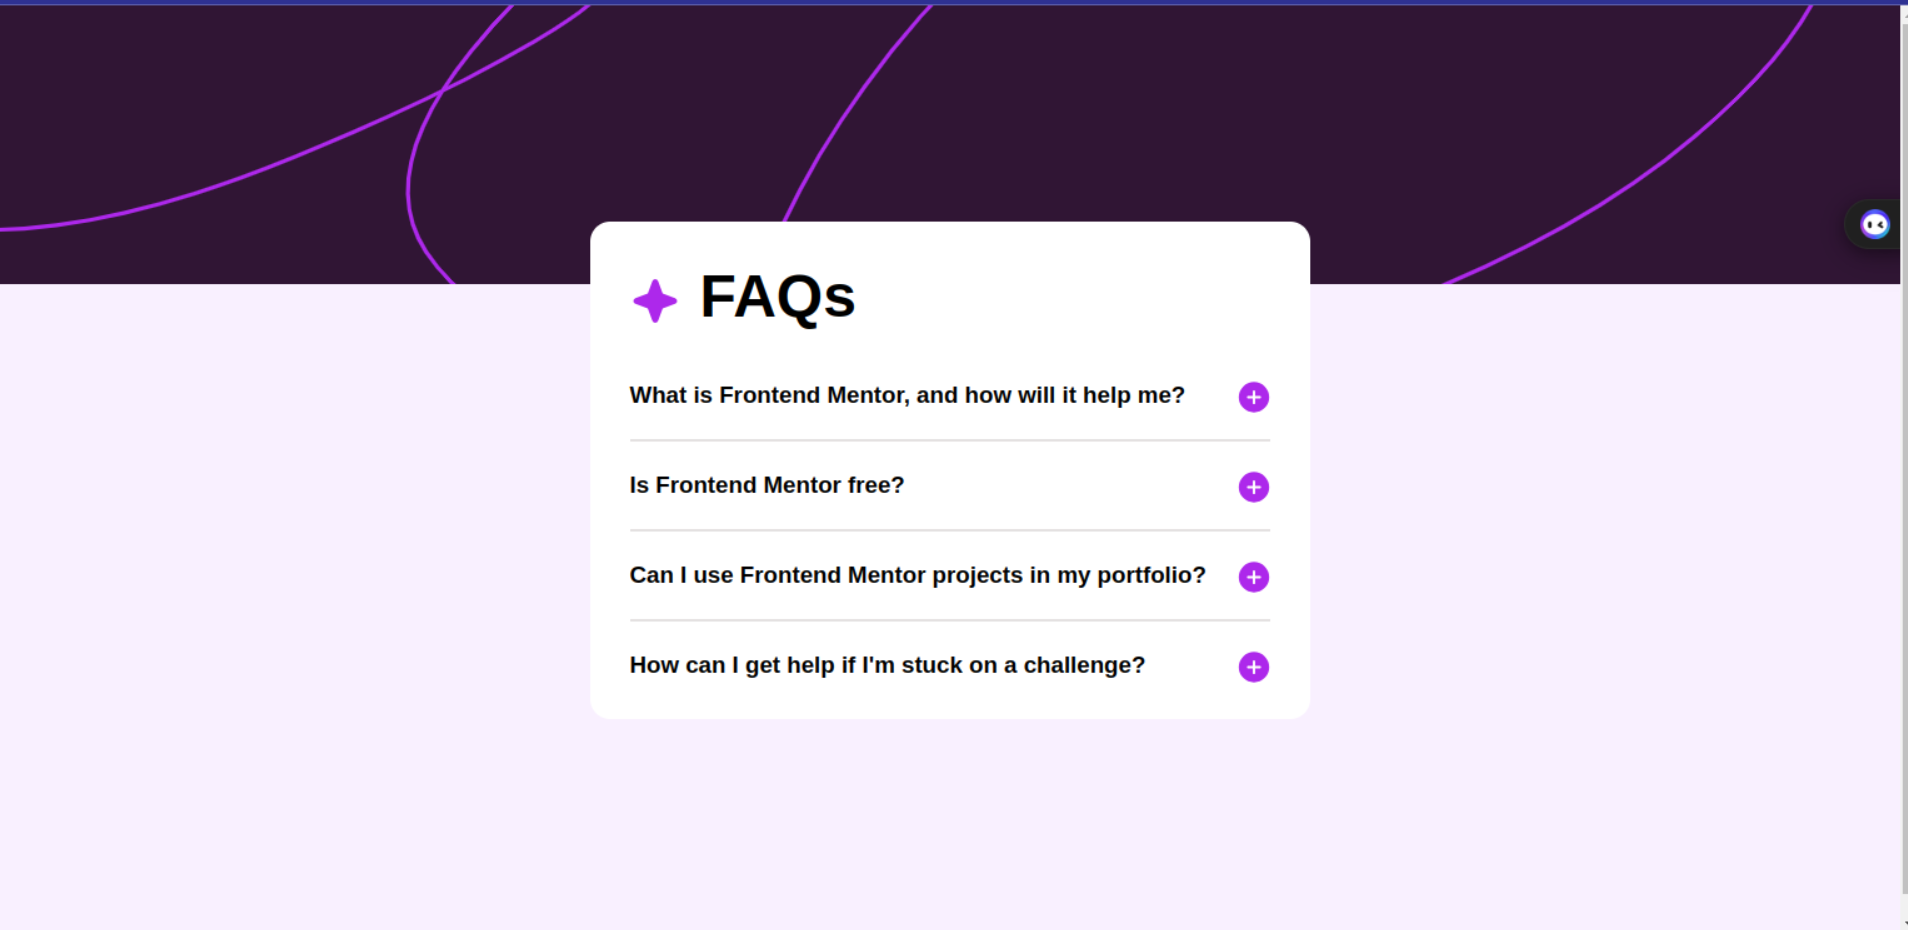 FAQs
What is Frontend Mentor, and how will it help me?
Is Frontend Mentor free?
Can I use Frontend Mentor projects in my portfolio?
How can I get help if I'm stuck on a challenge?